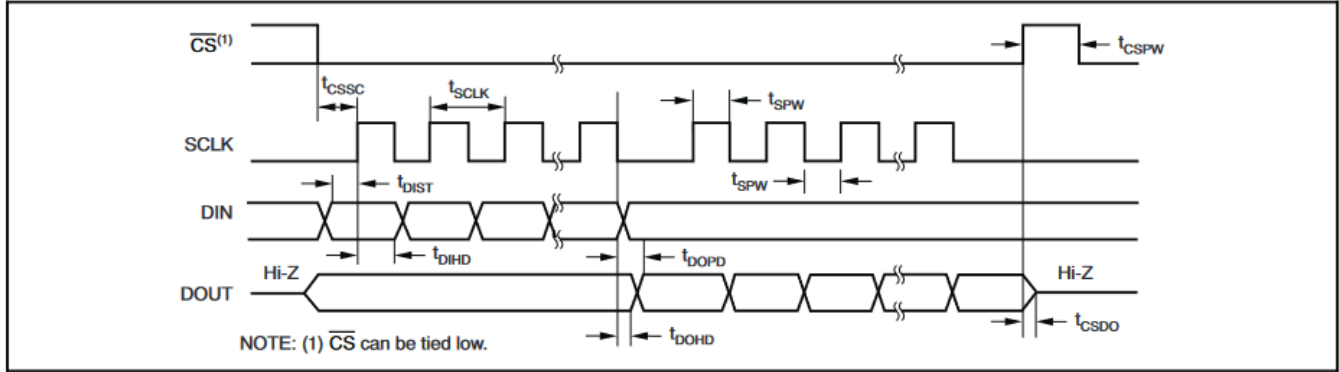 CS(1)
tCSPW
tCSSC
tSCLK
tSPW
SCLK
tDIST
tSPW
DIN
tDIHD
tDOPD
Hi-Z
Hi-Z
DOUT
tCSDO
tDOHD
NOTE: (1) CS can be tied low.